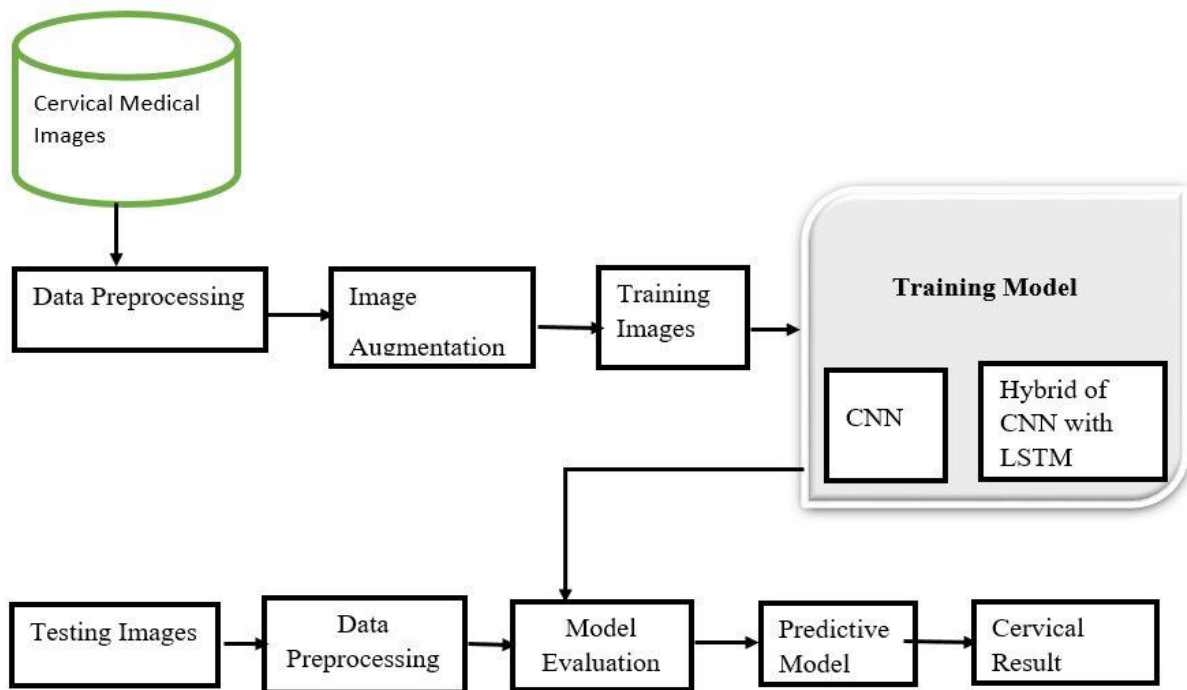 Cervical Medical
Images
Data Preprocessing
Image
Augmentation
Training
Images
Training Model
CNN
Hybrid of
CNN with
LSTM
Testing Images
Data
Preprocessing
Model
Evaluation
Predictive
Model
Cervical
Result